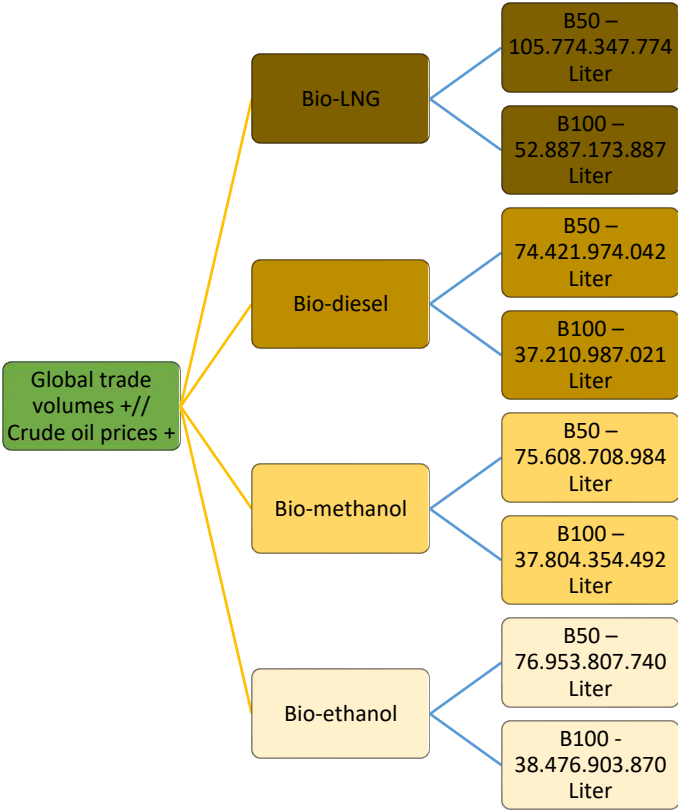 Global trade
volumes +//
Crude oil prices +
Bio-LNG
B50 –
105.774.347.774
Liter
B100 –
52.887.173.887
Liter
Bio-diesel
B50 –
74.421.974.042
Liter
B100 –
37.210.987.021
Liter
Bio-methanol
B50 –
75.608.708.984
Liter
B100 –
37.804.354.492
Liter
Bio-ethanol
B50 –
76.953.807.740
Liter
B100 -
38.476.903.870
Liter